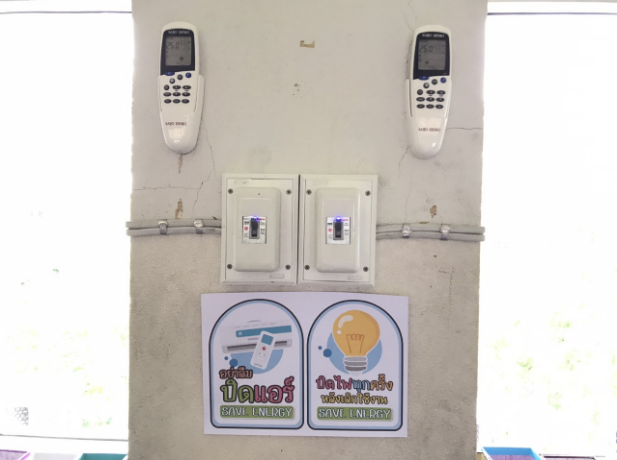 อย่าลืม
ปิดแอร์
SAVE ENERGY
ปิดไฟทุกครั้ง
หลังเลิกใช้งาน
SAVE ENERGY